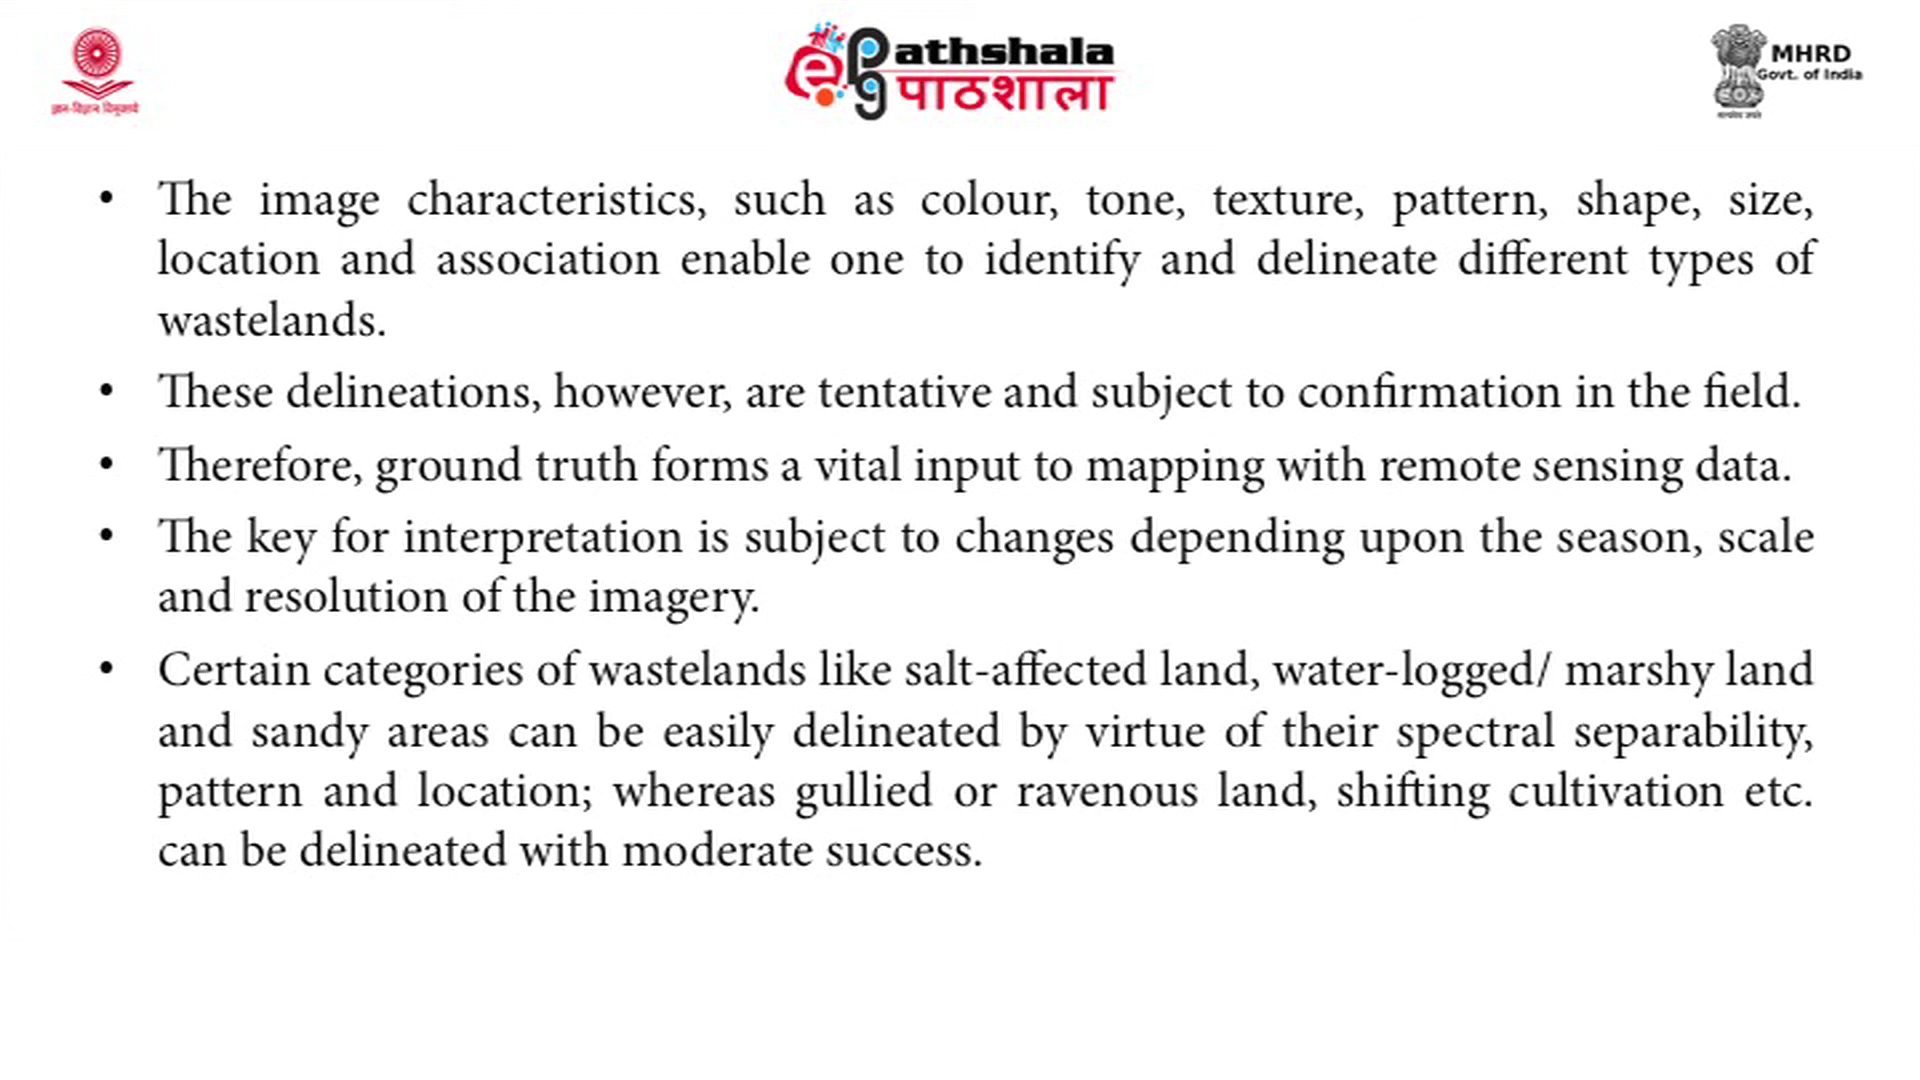 ज्ञान-विज्ञान विमुक्तये
athshala
पाठशाला
MHRD
Govt. of India
• The image characteristics, such as colour, tone, texture, pattern, shape, size,
location and association enable one to identify and delineate different types of
wastelands.
• These delineations, however, are tentative and subject to confirmation in the field.
• Therefore, ground truth forms a vital input to mapping with remote sensing data.
• The key for interpretation is subject to changes depending upon the season, scale
and resolution of the imagery.
• Certain categories of wastelands like salt-affected land, water-logged/ marshy land
and sandy areas can be easily delineated by virtue of their spectral separability,
pattern and location; whereas gullied or ravenous land, shifting cultivation etc.
can be delineated with moderate success.